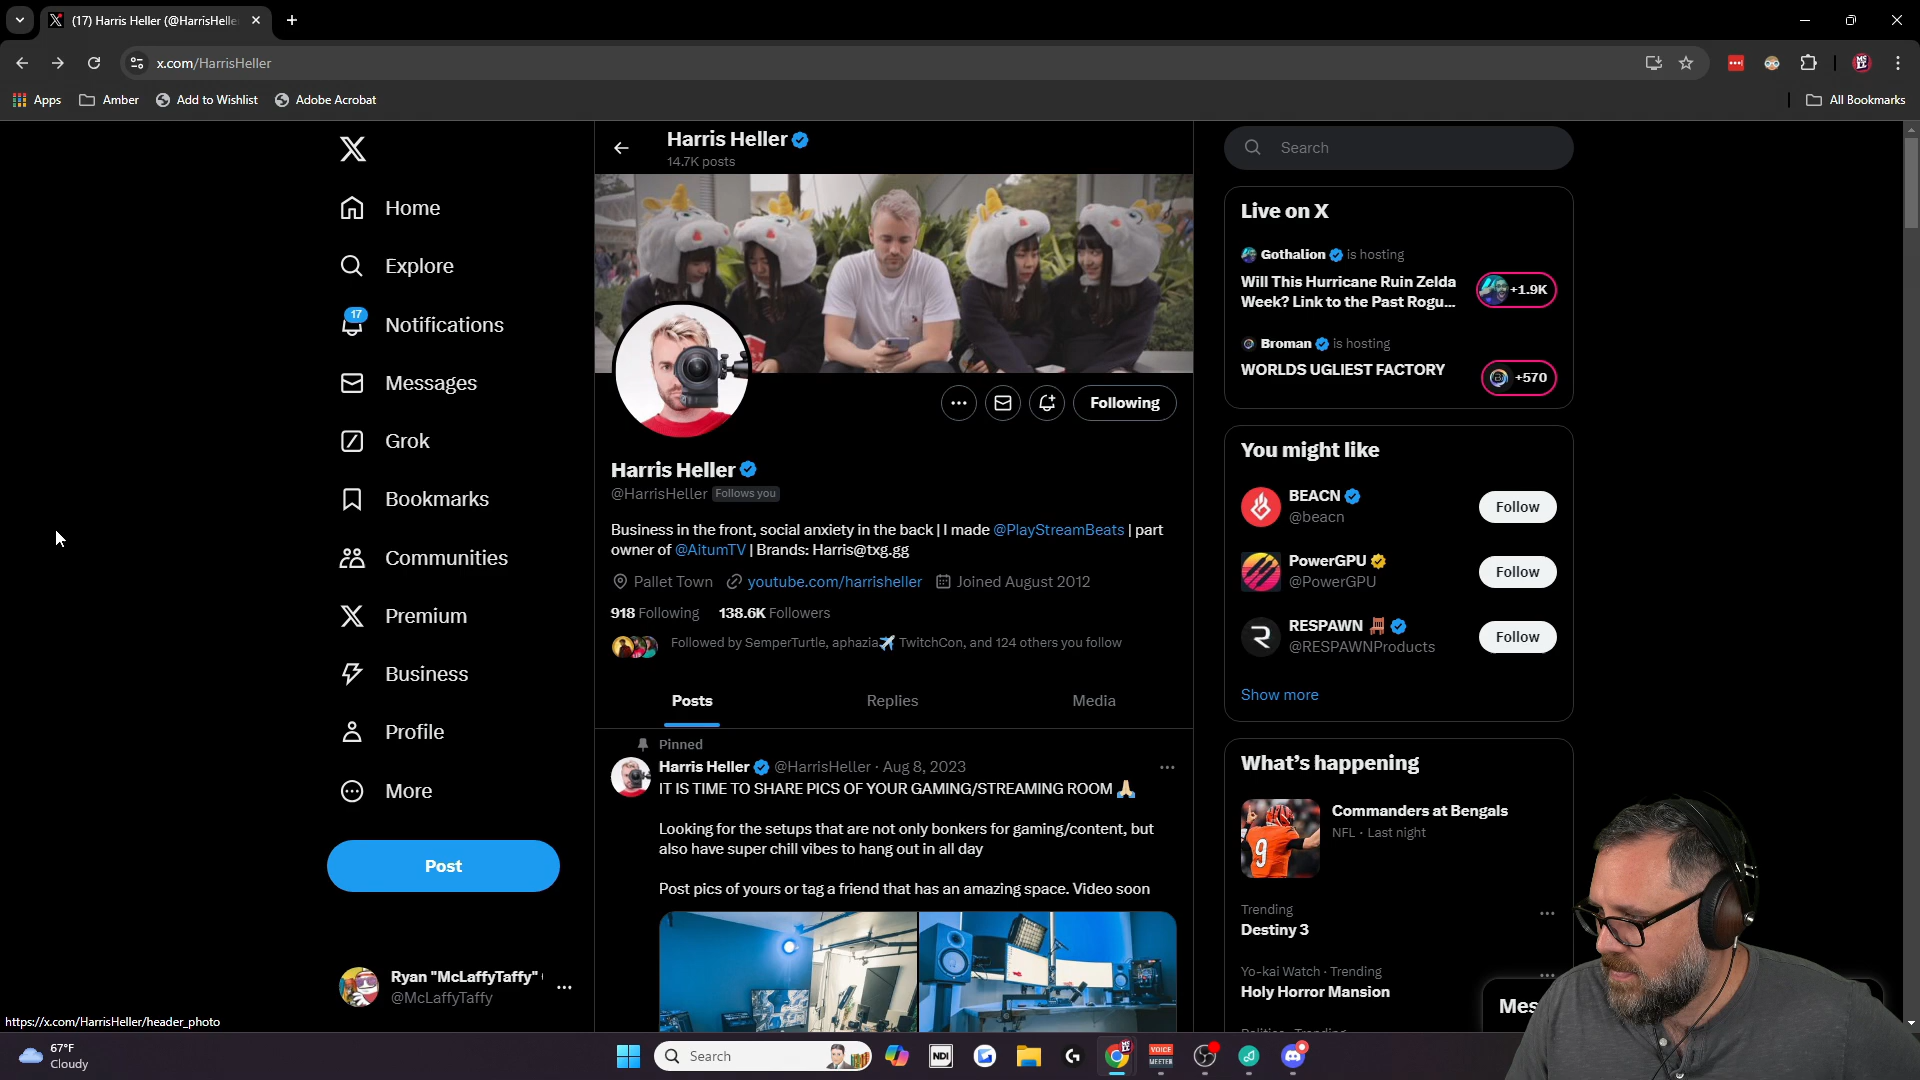 (17) Harris Heller (@HarrisHelle
x.com/HarrisHeller
Apps
Amber
Add to Wishlist
Adobe Acrobat
All Bookmarks
Home
Explore
17
Notifications
Messages
Grok
Bookmarks
Communities
Premium
Business
Profile
More
Post
Ryan "McLaffyTaffy"
@McLaffyTaffy
https://x.com/HarrisHeller/header_photo
Harris Heller
14.7K posts
Following
Harris Heller
@HarrisHeller Follows you
Business in the front, social anxiety in the back | I made @PlayStreamBeats | part
owner of @AitumTV | Brands: Harris@txg.gg
Pallet Town youtube.com/harrisheller Joined August 2012
918 Following 138.6K Followers
Followed by SemperTurtle, aphazia✈️ TwitchCon, and 124 others you follow
Posts
Replies
Media
Pinned
Harris Heller @HarrisHeller · Aug 8, 2023
IT IS TIME TO SHARE PICS OF YOUR GAMING/STREAMING ROOM 🙏🏻
Looking for the setups that are not only bonkers for gaming/content, but
also have super chill vibes to hang out in all day
Post pics of yours or tag a friend that has an amazing space. Video soon
Search
Live on X
Gothalion is hosting
Will This Hurricane Ruin Zelda
Week? Link to the Past Rogu...
+1.9K
Broman is hosting
WORLDS UGLIEST FACTORY
+570
You might like
BEACN
@beacn
Follow
PowerGPU
@PowerGPU
Follow
RESPAWN 🪑
@RESPAWNProducts
Follow
Show more
What's happening
Commanders at Bengals
NFL · Last night
9
Trending
Destiny 3
Yo-kai Watch · Trending
Holy Horror Mansion
Mes
67°F
Cloudy
Search
NDI
VOICE
MEETER